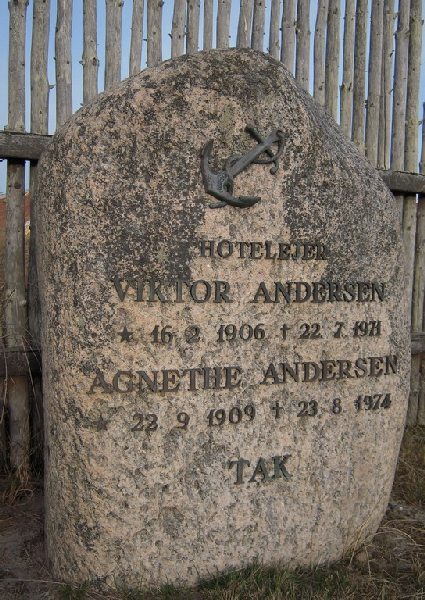 HOTELEJER
VIKTOR ANDERSEN
* 16 2 1906 † 22 7 1971
AGNETHE ANDERSEN
* 22 9 1909 † 23 8 1974
TAK